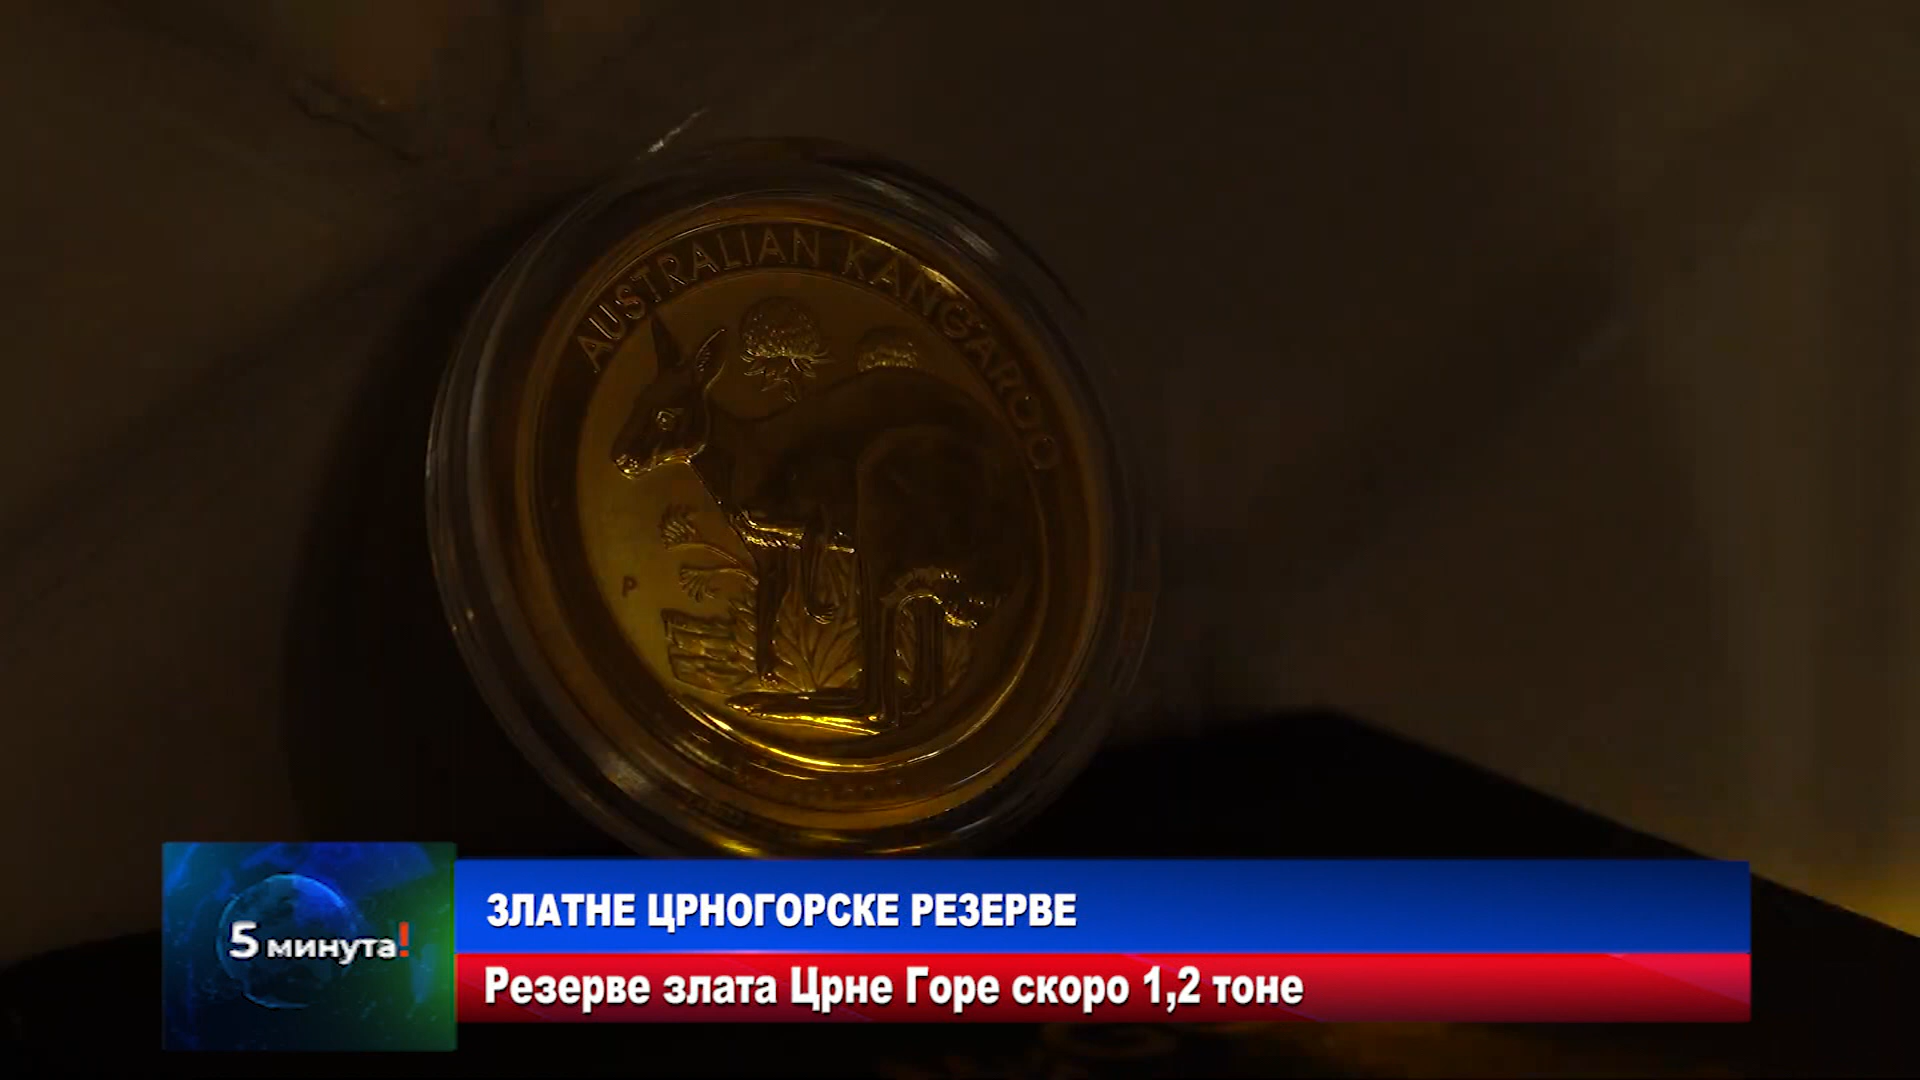 AUSTRALIAN KANGAROO
P
ЗЛАТНЕ ЦРНОГОРСКЕ РЕЗЕРВЕ
5 минута!
Резерве злата Црне Горе скоро 1,2 тоне